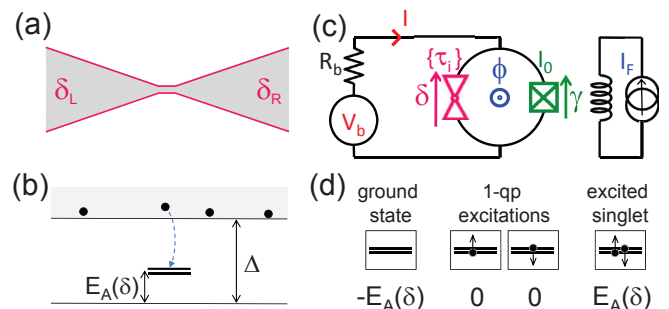 (a)
δL
δR
(b)
EA(δ)
Δ
(c)
I
Rb
Vb
{τi}
δ
ϕ
I0
γ
IF
(d)
ground
state
1-qp
excitations
excited
singlet
-EA(δ)
0
0
EA(δ)